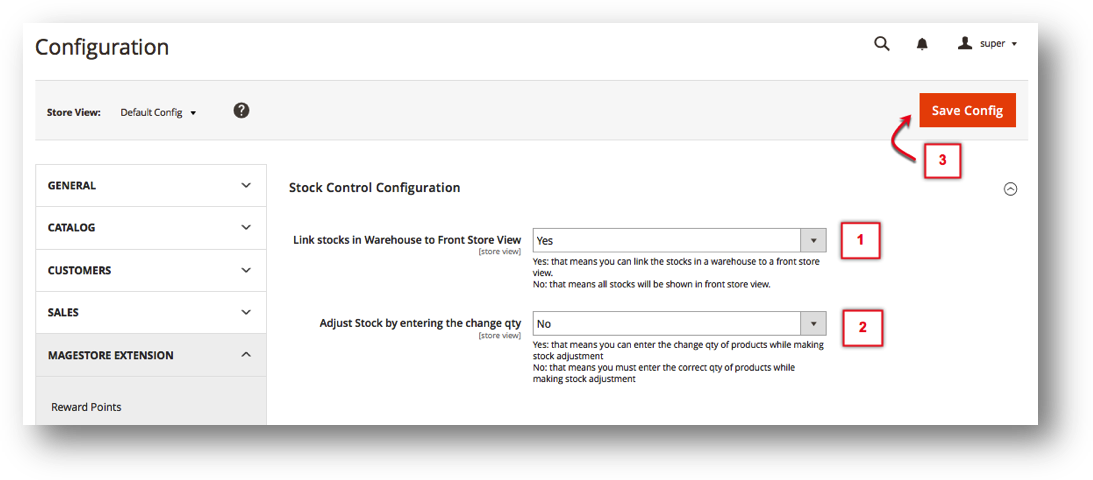 Configuration
super
Store View: Default Config ?
Save Config
3
GENERAL
CATALOG
CUSTOMERS
SALES
MAGESTORE EXTENSION
Reward Points
Stock Control Configuration
Link stocks in Warehouse to Front Store View
[store view]
Yes
1
Yes: that means you can link the stocks in a warehouse to a front store
view.
No: that means all stocks will be shown in front store view.
Adjust Stock by entering the change qty
[store view]
No
2
Yes: that means you can enter the change qty of products while making
stock adjustment
No: that means you must enter the correct qty of products while
making stock adjustment